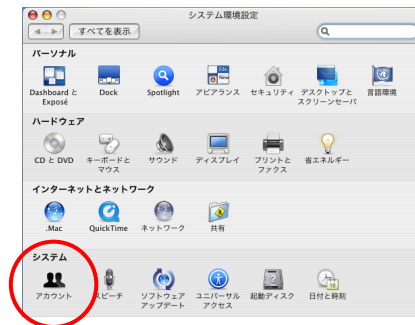 システム環境設定
すべてを表示
パーソナル
Dashboard と Exposé
Dock
Spotlight
アピアランス
セキュリティ
デスクトップと スクリーンセーバ
言語環境
ハードウェア
CD と DVD
キーボードと マウス
サウンド
ディスプレイ
プリントと ファクス
省エネルギー
インターネットとネットワーク
.Mac
QuickTime
ネットワーク
共有
システム
アカウント
スピーチ
ソフトウェア アップデート
ユニバーサル アクセス
起動ディスク
日付と時刻